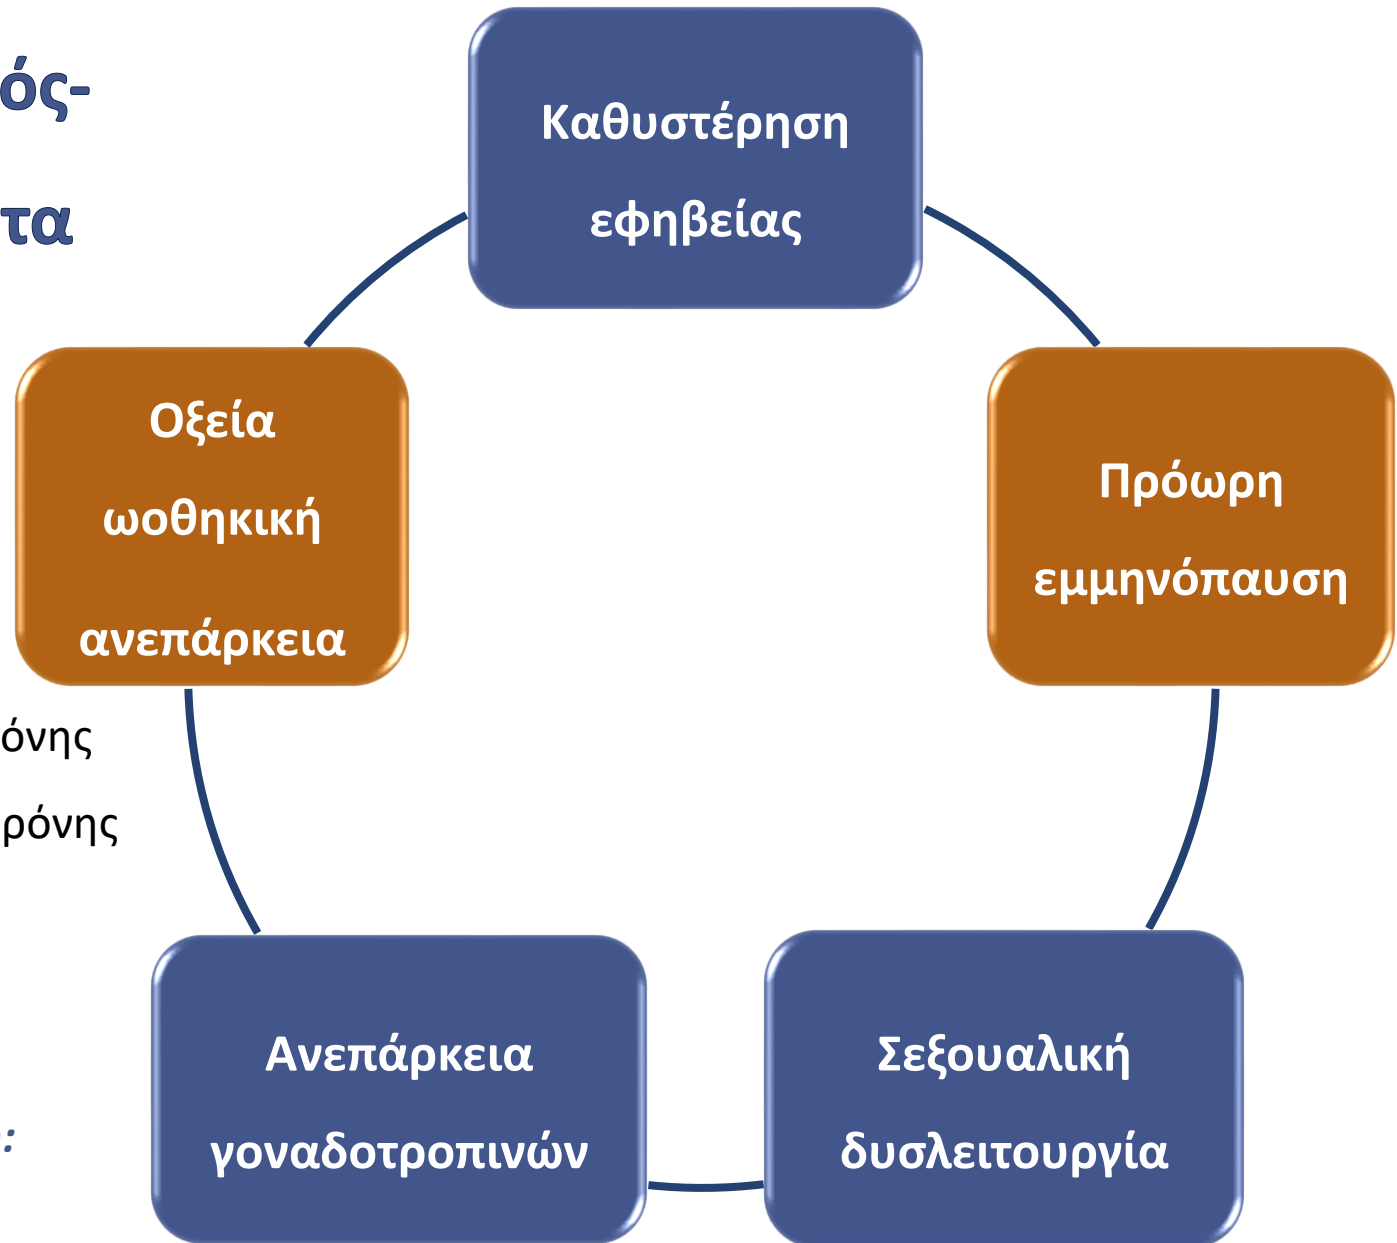 ός-
τα
Καθυστέρηση
εφηβείας
Οξεία
ωοθηκική
ανεπάρκεια
Πρόωρη
εμμηνόπαυση
όνης
ρόνης
Ανεπάρκεια
γοναδοτροπινών
Σεξουαλική
δυσλειτουργία
: